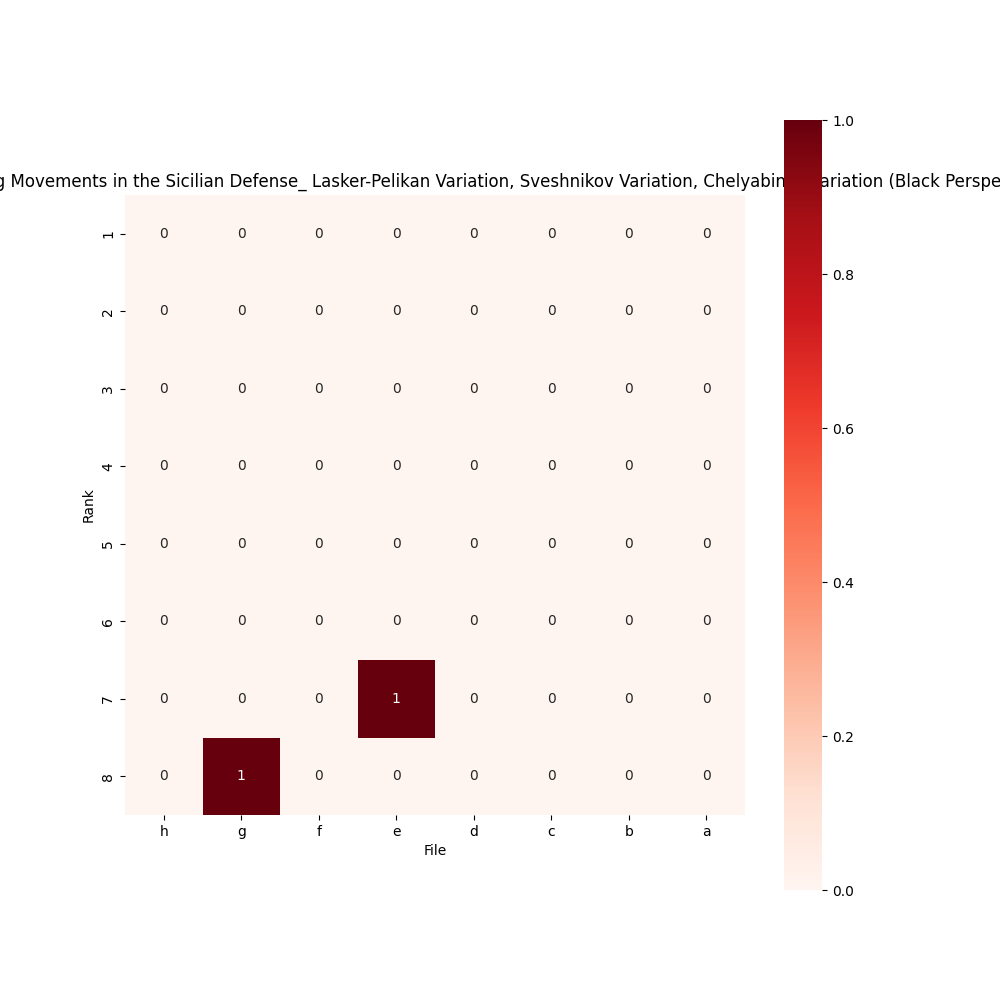 g Movements in the Sicilian Defense_ Lasker-Pelikan Variation, Sveshnikov Variation, Chelyabin ariation (Black Perspe
1 0 0 0 0 0 0 0 0
2 0 0 0 0 0 0 0 0
3 0 0 0 0 0 0 0 0
4 0 0 0 0 0 0 0 0
5 0 0 0 0 0 0 0 0
6 0 0 0 0 0 0 0 0
7 0 0 0 1 0 0 0 0
8 0 1 0 0 0 0 0 0
h g f e d c b a
File
Rank
1.0
0.8
0.6
0.4
0.2
0.0